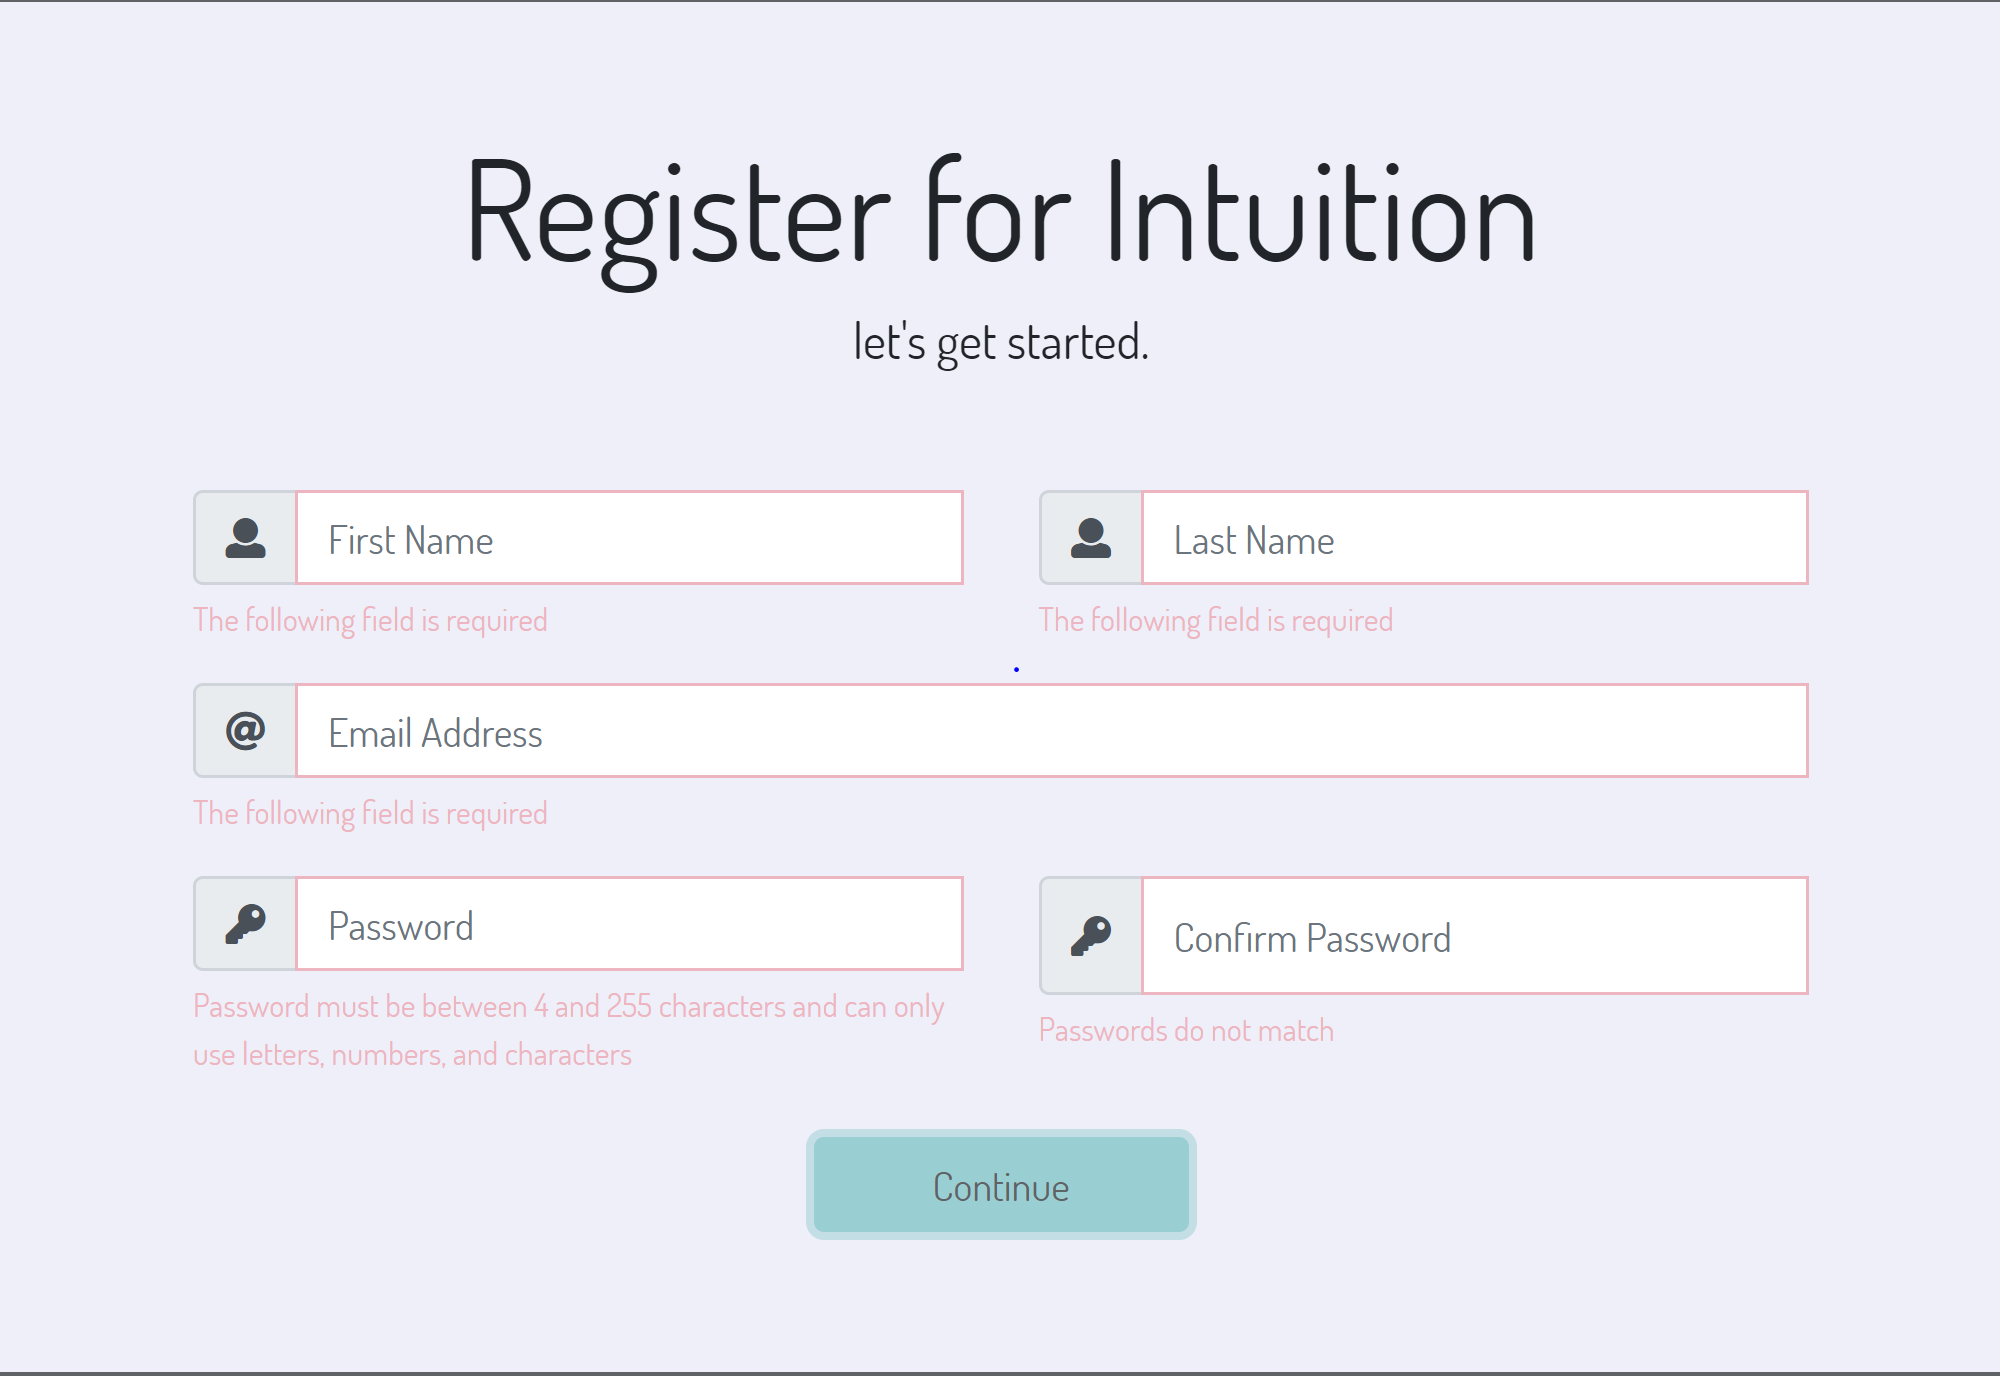 Register for Intuition
let's get started.
First Name
Last Name
The following field is required
The following field is required
@ Email Address
The following field is required
Password
Confirm Password
Password must be between 4 and 255 characters and can only
use letters, numbers, and characters
Passwords do not match
Continue